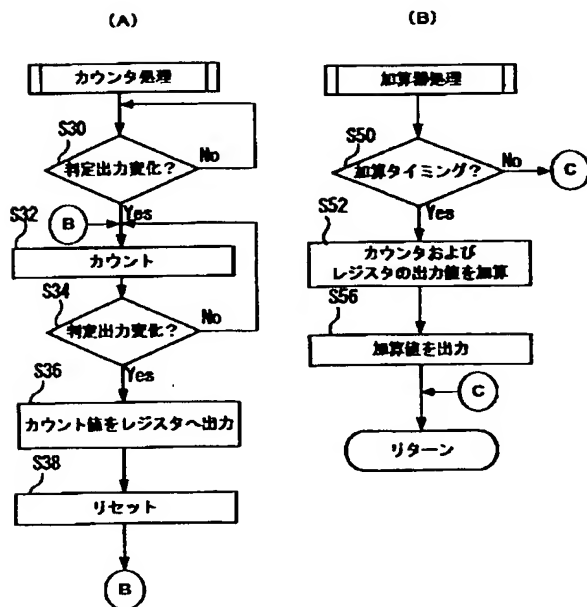 (A)
カウンタ処理
S30
判定出力変化?
No
Yes
B
S32
カウント
S34
判定出力変化?
No
Yes
S36
カウント値をレジスタへ出力
S38
リセット
B
(B)
加算器処理
S50
加算タイミング?
No
C
Yes
S52
カウンタおよび
レジスタの出力値を加算
S56
加算値を出力
C
リターン